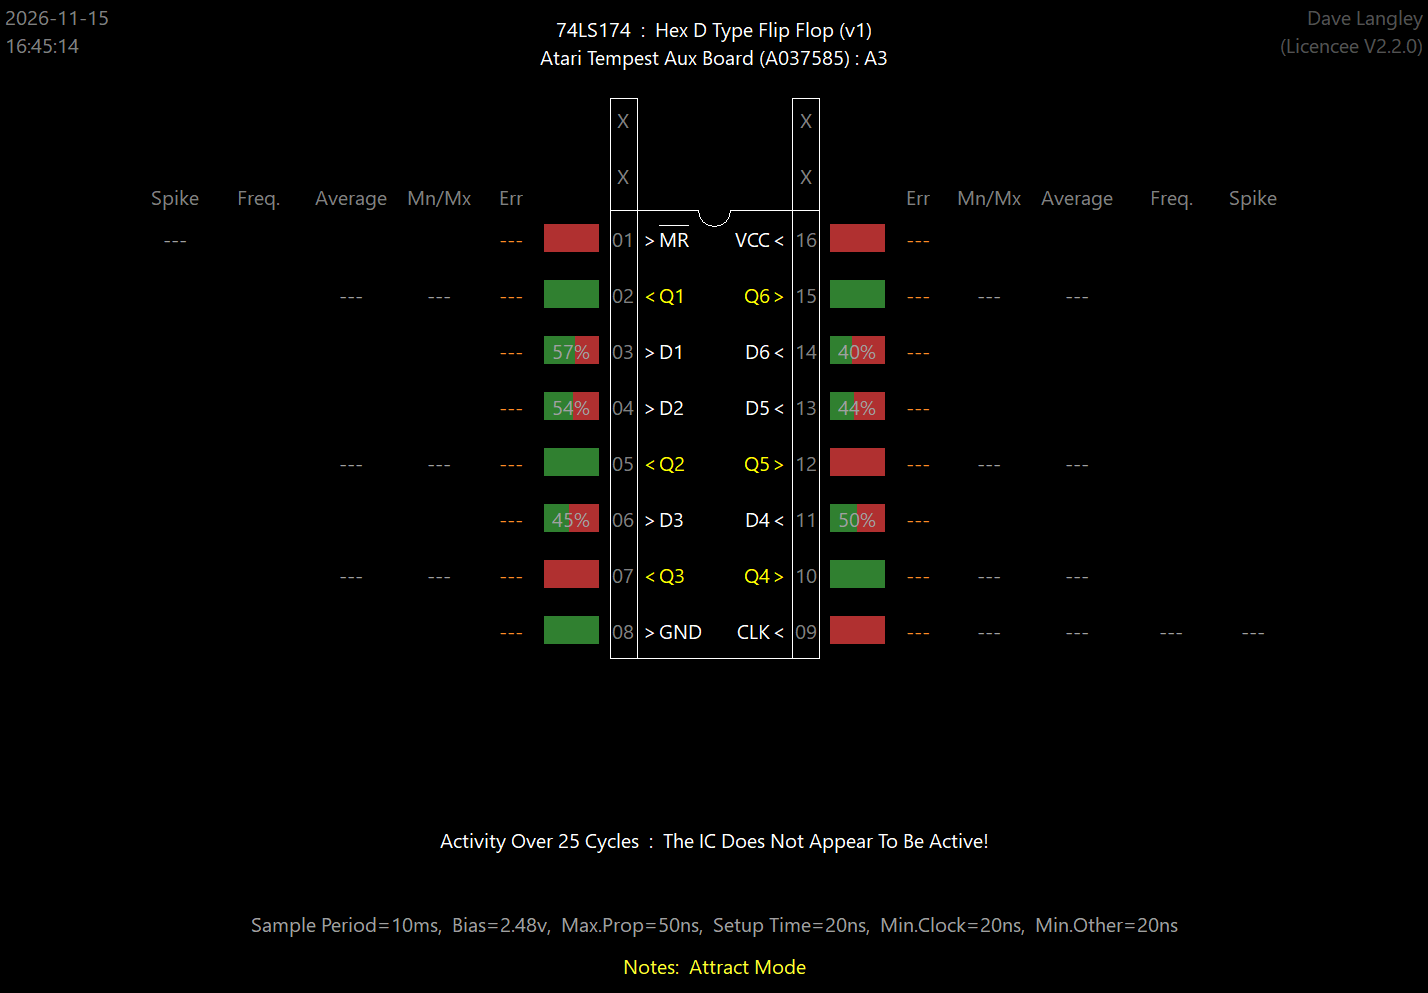 2026-11-15
16:45:14
74LS174 : Hex D Type Flip Flop (v1)
Atari Tempest Aux Board (A037585) : A3
Dave Langley
(Licencee V2.2.0)
X X
X X
Spike Freq. Average Mn/Mx Err Err Mn/Mx Average Freq. Spike
--- --- 01 > MR VCC < 16 ---
--- --- --- 02 < Q1 Q6 > 15 --- --- ---
--- 57% 03 > D1 D6 < 14 40% ---
--- 54% 04 > D2 D5 < 13 44% ---
--- --- --- 05 < Q2 Q5 > 12 --- --- ---
--- 45% 06 > D3 D4 < 11 50% ---
--- --- --- 07 < Q3 Q4 > 10 --- --- ---
--- 08 > GND CLK < 09 --- --- --- --- ---
Activity Over 25 Cycles : The IC Does Not Appear To Be Active!
Sample Period=10ms, Bias=2.48v, Max.Prop=50ns, Setup Time=20ns, Min.Clock=20ns, Min.Other=20ns
Notes: Attract Mode